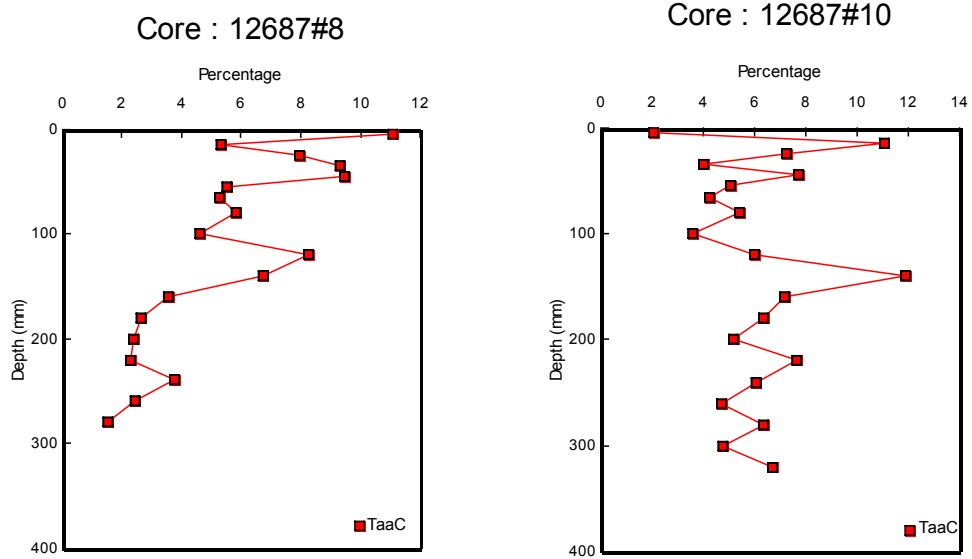 Core : 12687#8
Percentage
0 2 4 6 8 10 12
0
100
200
300
400
Depth (mm)
TaaC
Core : 12687#10
Percentage
0 2 4 6 8 10 12 14
0
100
200
300
400
Depth (mm)
TaaC